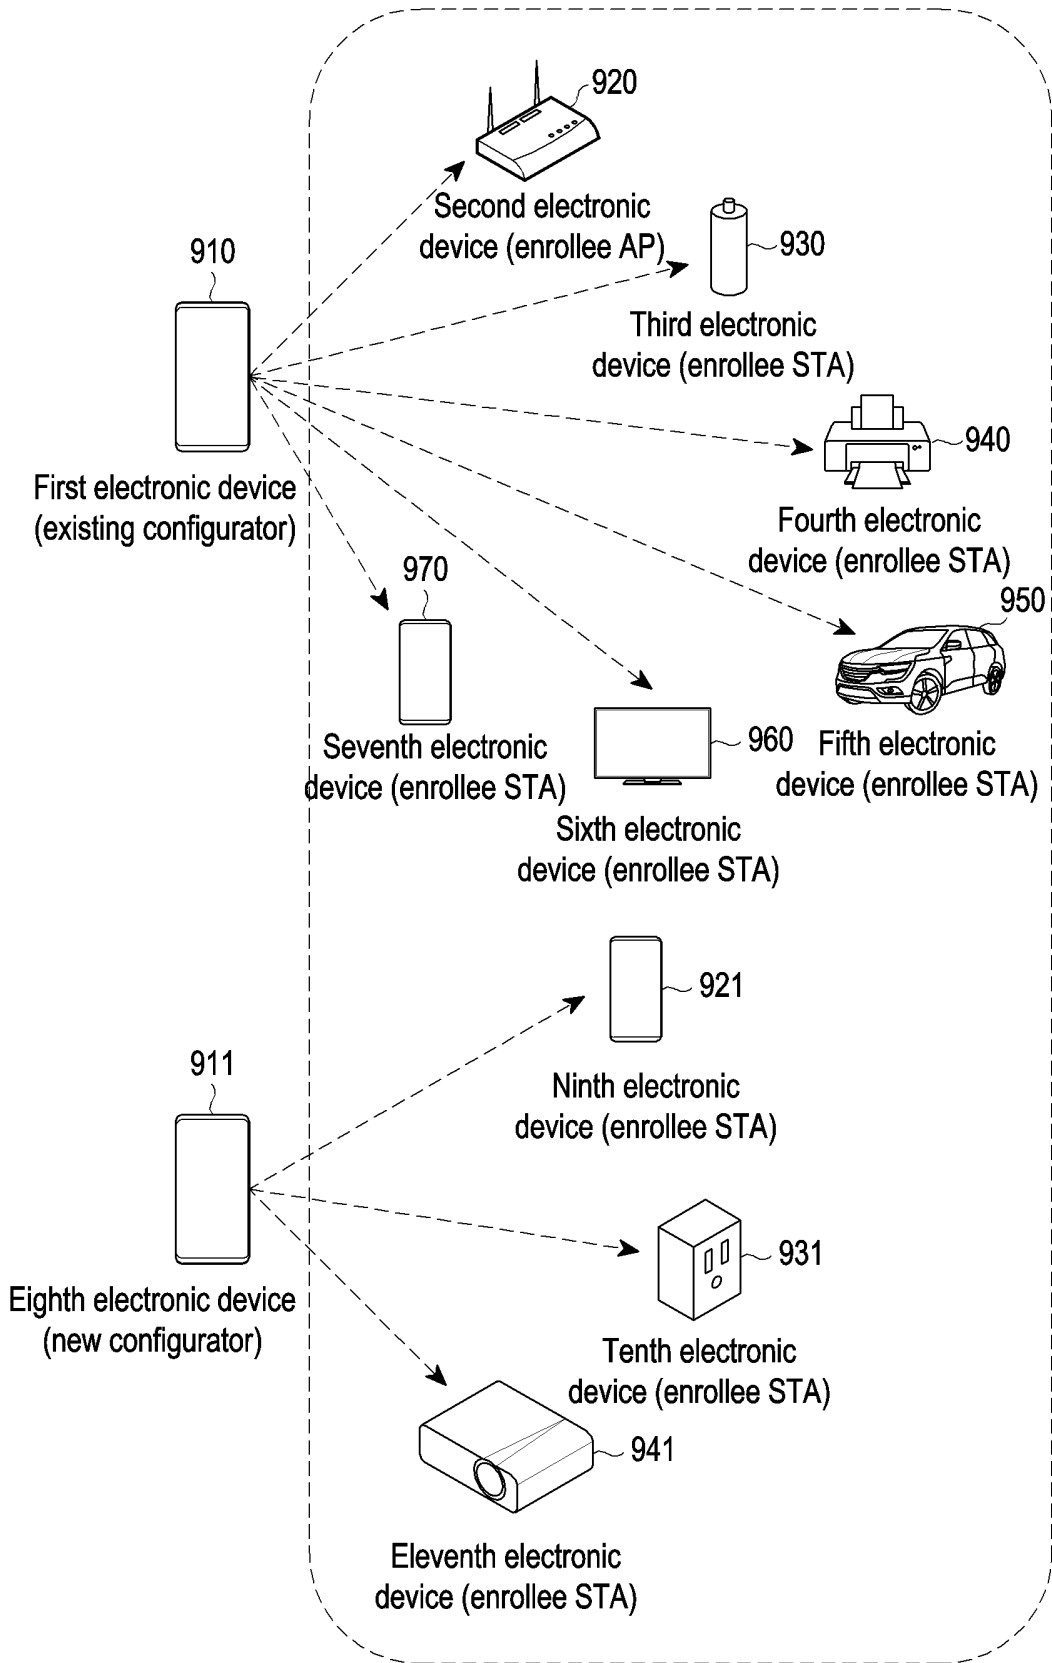 920
Second electronic
device (enrollee AP)
930
Third electronic
device (enrollee STA)
910
First electronic device
(existing configurator)
940
Fourth electronic
device (enrollee STA)
970
Seventh electronic
device (enrollee STA)
950
Fifth electronic
device (enrollee STA)
960
Sixth electronic
device (enrollee STA)
921
Ninth electronic
device (enrollee STA)
911
Eighth electronic device
(new configurator)
931
Tenth electronic
device (enrollee STA)
941
Eleventh electronic
device (enrollee STA)